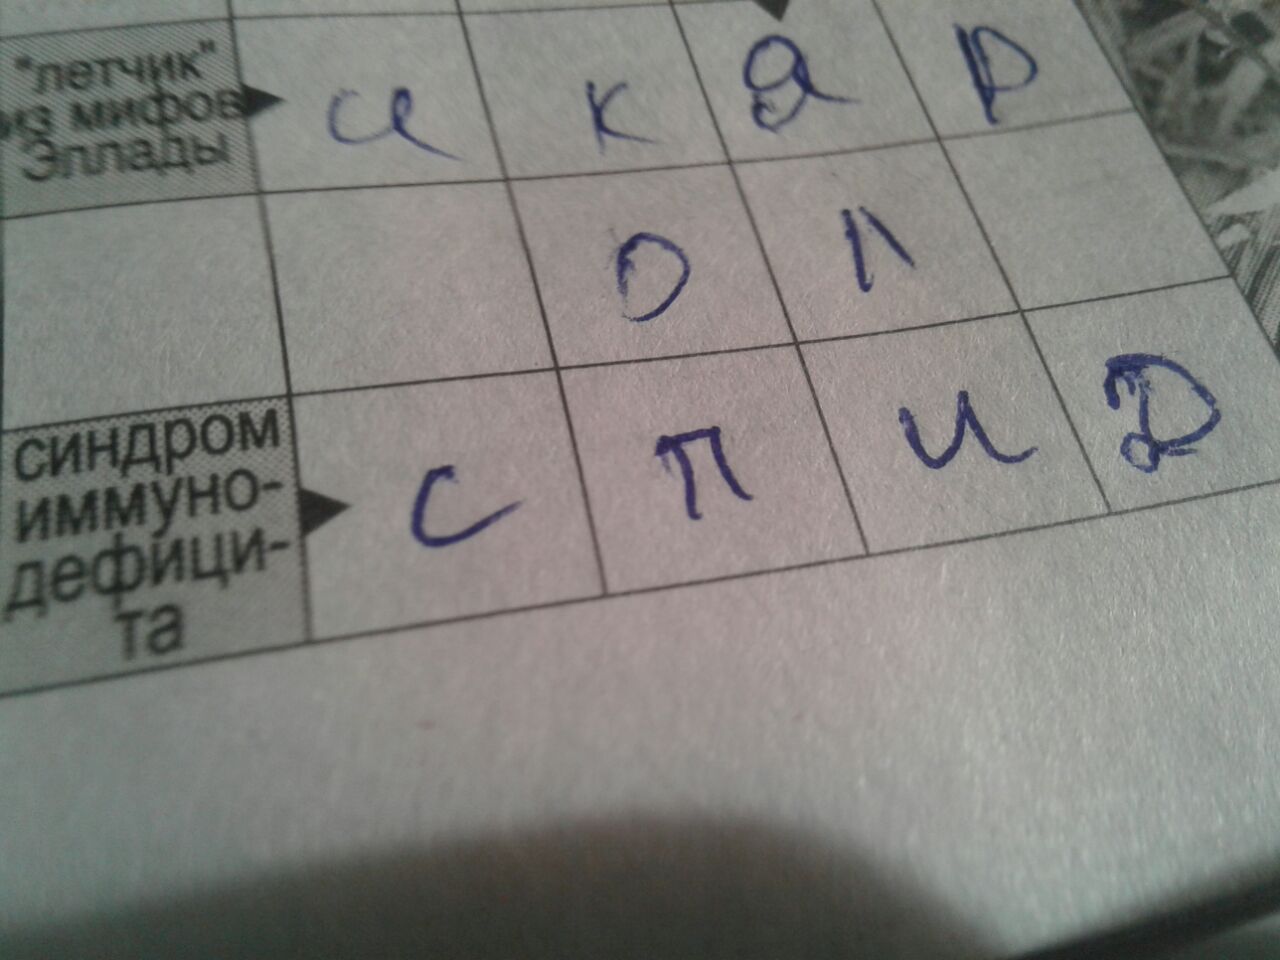 "летчик"
из мифов
Эллады
и к а р
о л
синдром
иммуно-
дефици-
та
с п и д